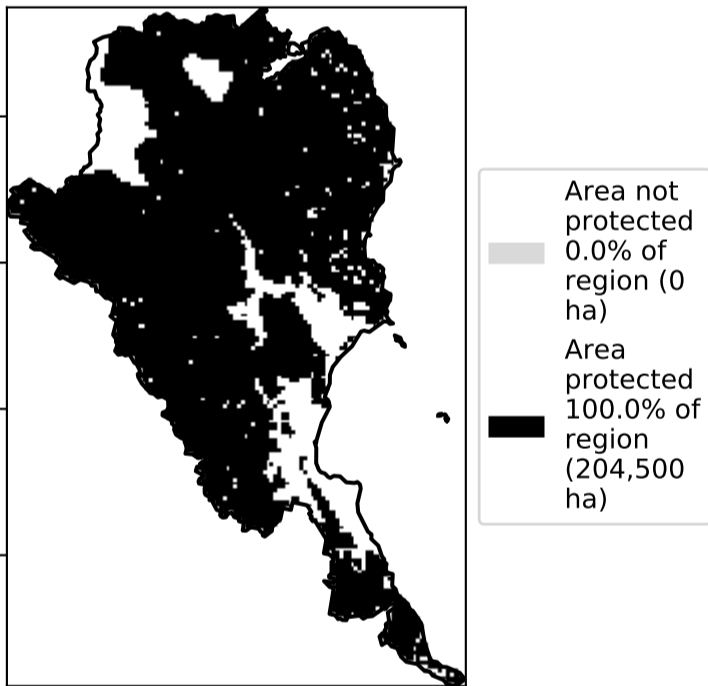 Area not
protected
0.0% of
region (0
ha)
Area
protected
100.0% of
region
(204,500
ha)